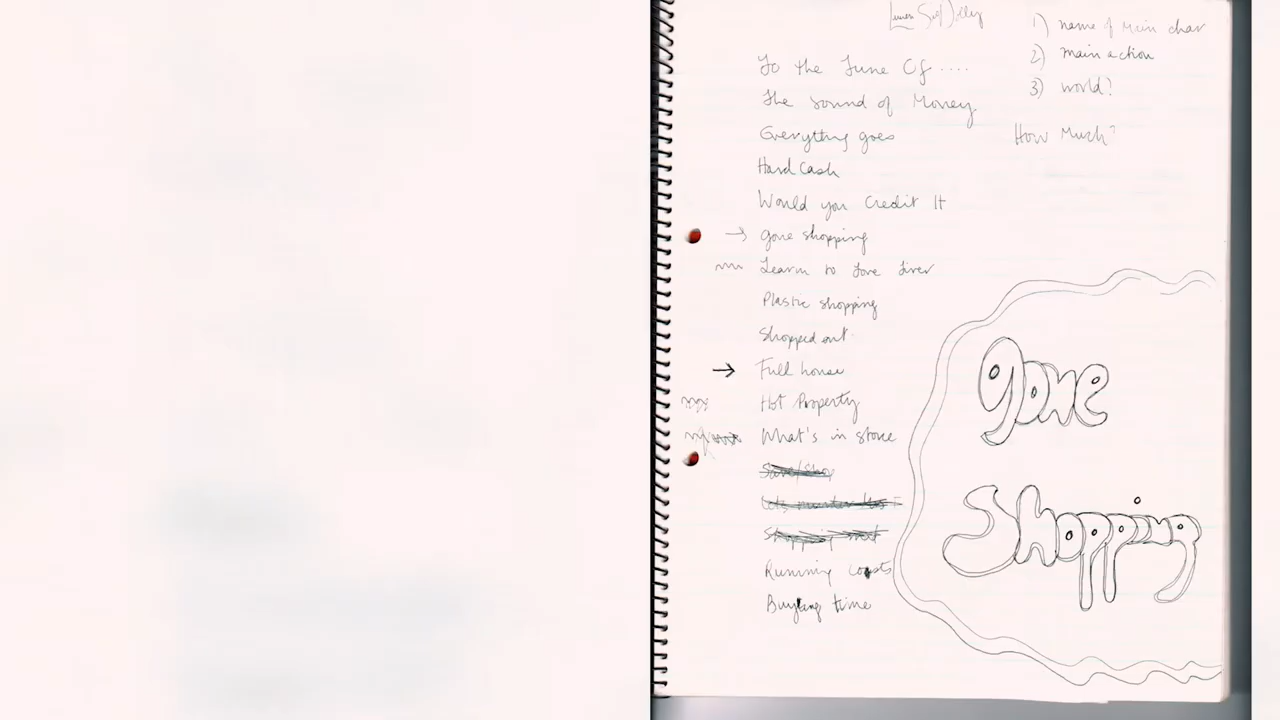 1) name of main char
2) main action
3) world?
How Much?
To the Tune Of ....
The sound of Money
Everything goes
Hard Cash
Would you Credit It
→ gone shopping
Learn to love
Plastic shopping
Shopped out
→ Full house
Hot Property
What's in store
Running costs
Buying time
gone
Shopping